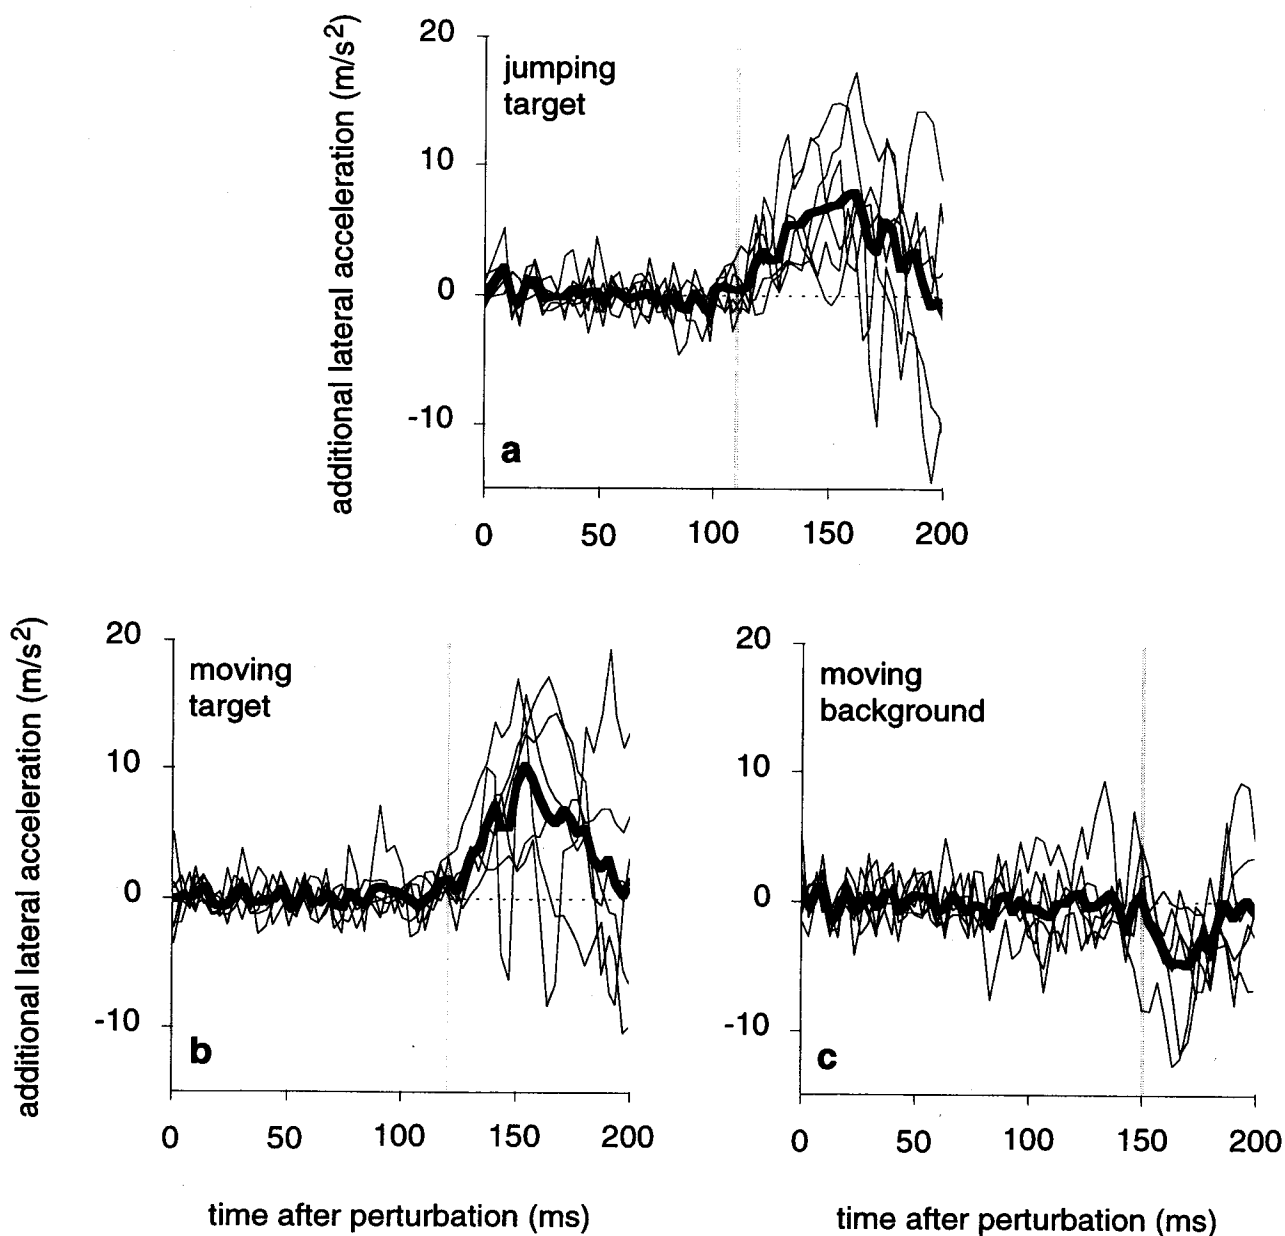 additional lateral acceleration (m/s²)
20
10
0
-10
jumping
target
a
0 50 100 150 200
additional lateral acceleration (m/s²)
20
10
0
-10
moving
target
b
0 50 100 150 200
time after perturbation (ms)
20
10
0
-10
moving
background
c
0 50 100 150 200
time after perturbation (ms)